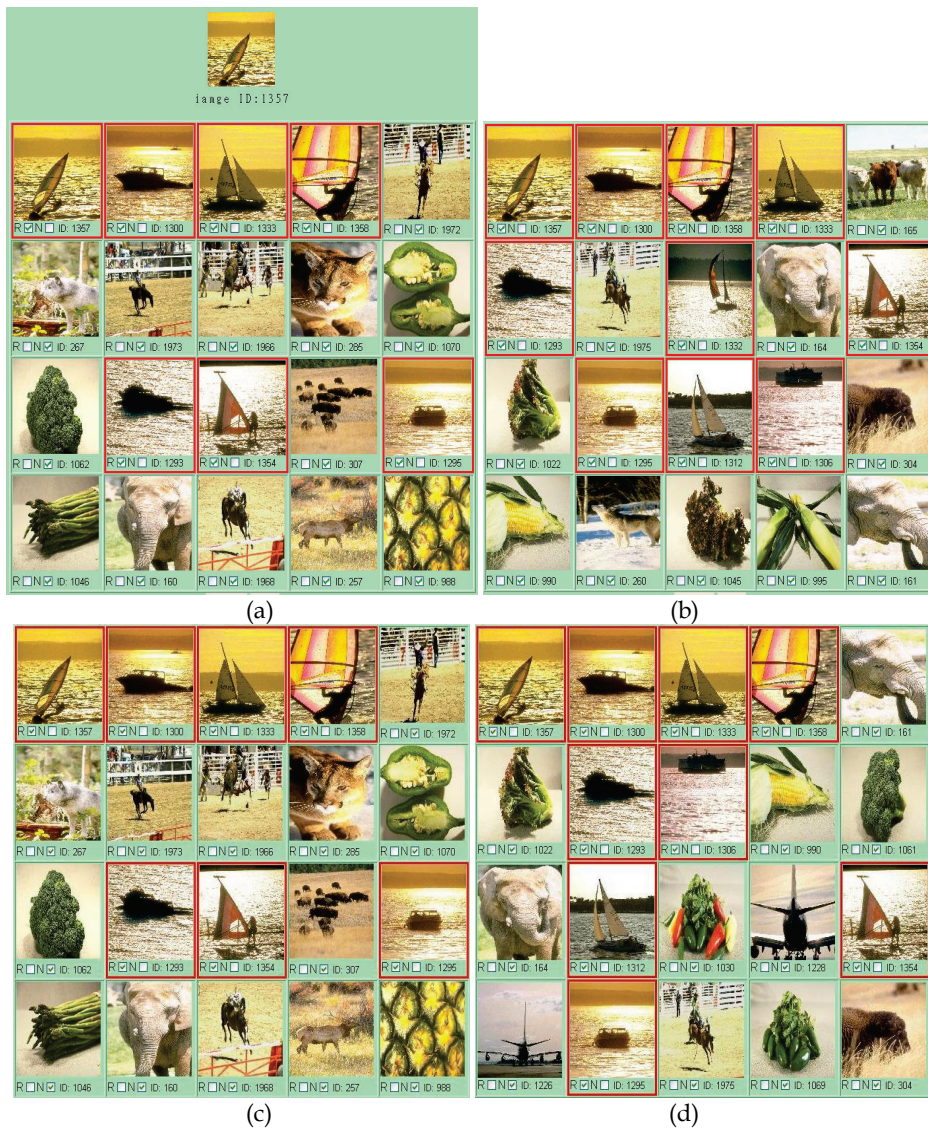 iamge ID:1357
R N ID: 1357 R N ID: 1300 R N ID: 1333 R N ID: 1358 R N ID: 1972
R N ID: 267 R N ID: 1973 R N ID: 1966 R N ID: 285 R N ID: 1070
R N ID: 1062 R N ID: 1293 R N ID: 1354 R N ID: 307 R N ID: 1295
R N ID: 1046 R N ID: 160 R N ID: 1968 R N ID: 257 R N ID: 988
(a)
R N ID: 1357 R N ID: 1300 R N ID: 1358 R N ID: 1333 R N ID: 165
R N ID: 1293 R N ID: 1975 R N ID: 1332 R N ID: 164 R N ID: 1354
R N ID: 1022 R N ID: 1295 R N ID: 1312 R N ID: 1306 R N ID: 304
R N ID: 990 R N ID: 260 R N ID: 1045 R N ID: 995 R N ID: 161
(b)
R N ID: 1357 R N ID: 1300 R N ID: 1333 R N ID: 1358 R N ID: 1972
R N ID: 267 R N ID: 1973 R N ID: 1966 R N ID: 285 R N ID: 1070
R N ID: 1062 R N ID: 1293 R N ID: 1354 R N ID: 307 R N ID: 1295
R N ID: 1046 R N ID: 160 R N ID: 1968 R N ID: 257 R N ID: 988
(c)
R N ID: 1357 R N ID: 1300 R N ID: 1333 R N ID: 1358 R N ID: 161
R N ID: 1022 R N ID: 1293 R N ID: 1306 R N ID: 990 R N ID: 1061
R N ID: 164 R N ID: 1312 R N ID: 1030 R N ID: 1228 R N ID: 1354
R N ID: 1226 R N ID: 1295 R N ID: 1975 R N ID: 1069 R N ID: 304
(d)